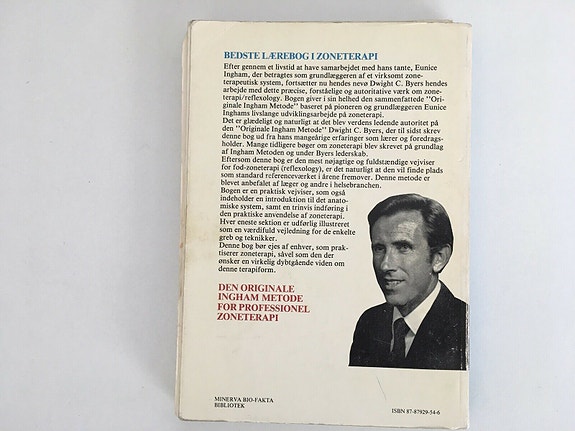 BEDSTE LÆREBOG I ZONETERAPI
Efter gennem et livstid at have samarbejdet med hans tante, Eunice
Ingham, der betragtes som grundlæggeren af et virksomt zone-
terapeutisk system, fortsætter nu hendes nevø Dwight C. Byers hendes
arbejde med dette præcise, forståelige og autoritative værk om zone-
terapi/reflexology. Bogen giver i sin helhed den sammenfattede "Ori-
ginale Ingham Metode" baseret på pioneren og grundlæggeren Eunice
Inghams livslange udviklingsarbejde på zoneterapi.
Det er glædeligt og naturligt at det blev verdens ledende autoritet på
den "Originale Ingham Metode" Dwight C. Byers, der til sidst skrev
denne bog ud fra hans mangeårige erfaringer som lærer og foredrags-
holder. Mange tidligere bøger om zoneterapi blev skrevet på grundlag
af Ingham Metoden og under Byers lederskab.
Eftersom denne bog er den mest nøjagtige og fuldstændige vejviser
for fod-zoneterapi (reflexology), er det naturligt at den vil finde plads
som standard referenceværket i årene fremover. Denne metode er
blevet anbefalet af læger og andre i helsebranchen.
Bogen er en praktisk vejviser, som også
indeholder en introduktion til det anato-
miske system, samt en trinvis indføring i
den praktiske anvendelse af zoneterapi.
Hver eneste sektion er udførlig illustreret
som en værdifuld vejledning for de enkelte
greb og teknikker.
Denne bog bør ejes af enhver, som prak-
tiserer zoneterapi, såvel som den der
ønsker en virkelig dybtgående viden om
denne terapiform.
DEN ORIGINALE
INGHAM METODE
FOR PROFESSIONEL
ZONETERAPI
MINERVA BIO-FAKTA
BIBLIOTEK
ISBN 87-87929-54-6